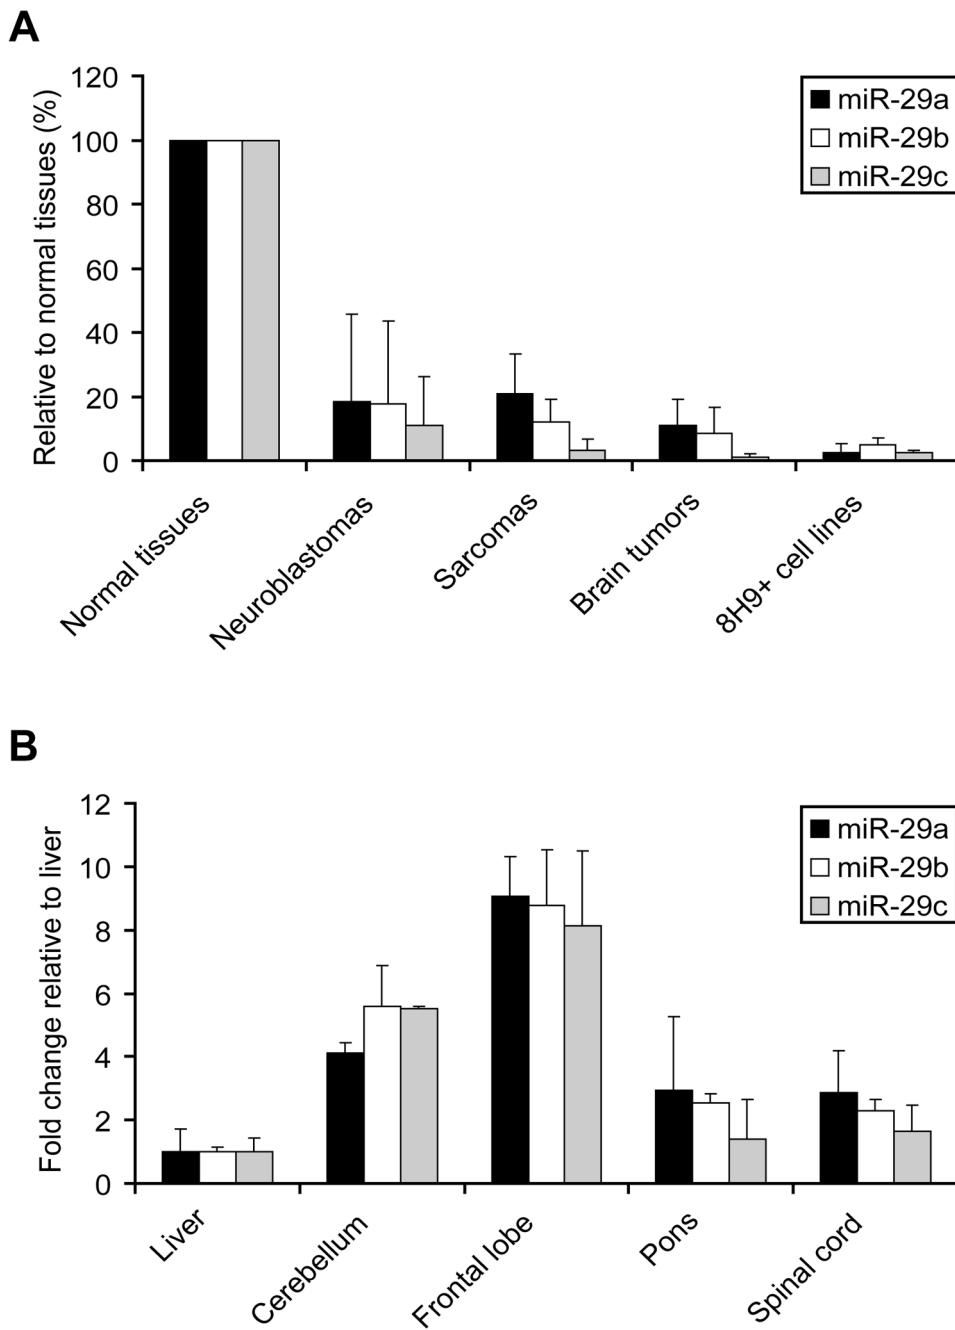 A
Relative to normal tissues (%)
120
100
80
60
40
20
0
miR-29a
miR-29b
miR-29c
Normal tissues
Neuroblastomas
Sarcomas
Brain tumors
8H9+ cell lines
B
Fold change relative to liver
12
10
8
6
4
2
0
miR-29a
miR-29b
miR-29c
Liver
Cerebellum
Frontal lobe
Pons
Spinal cord